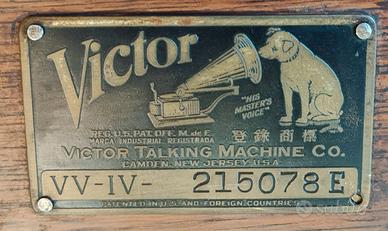 Victor
"HIS
MASTER'S
VOICE"
REG. U.S. PAT. OFF. M. de F.
MARCA INDUSTRIAL REGISTRADA
登錄商標
VICTOR TALKING MACHINE CO.
CAMDEN, NEW JERSEY, U.S.A.
VV-IV- 215078 E
PATENTED IN U.S. AND FOREIGN COUNTRIES